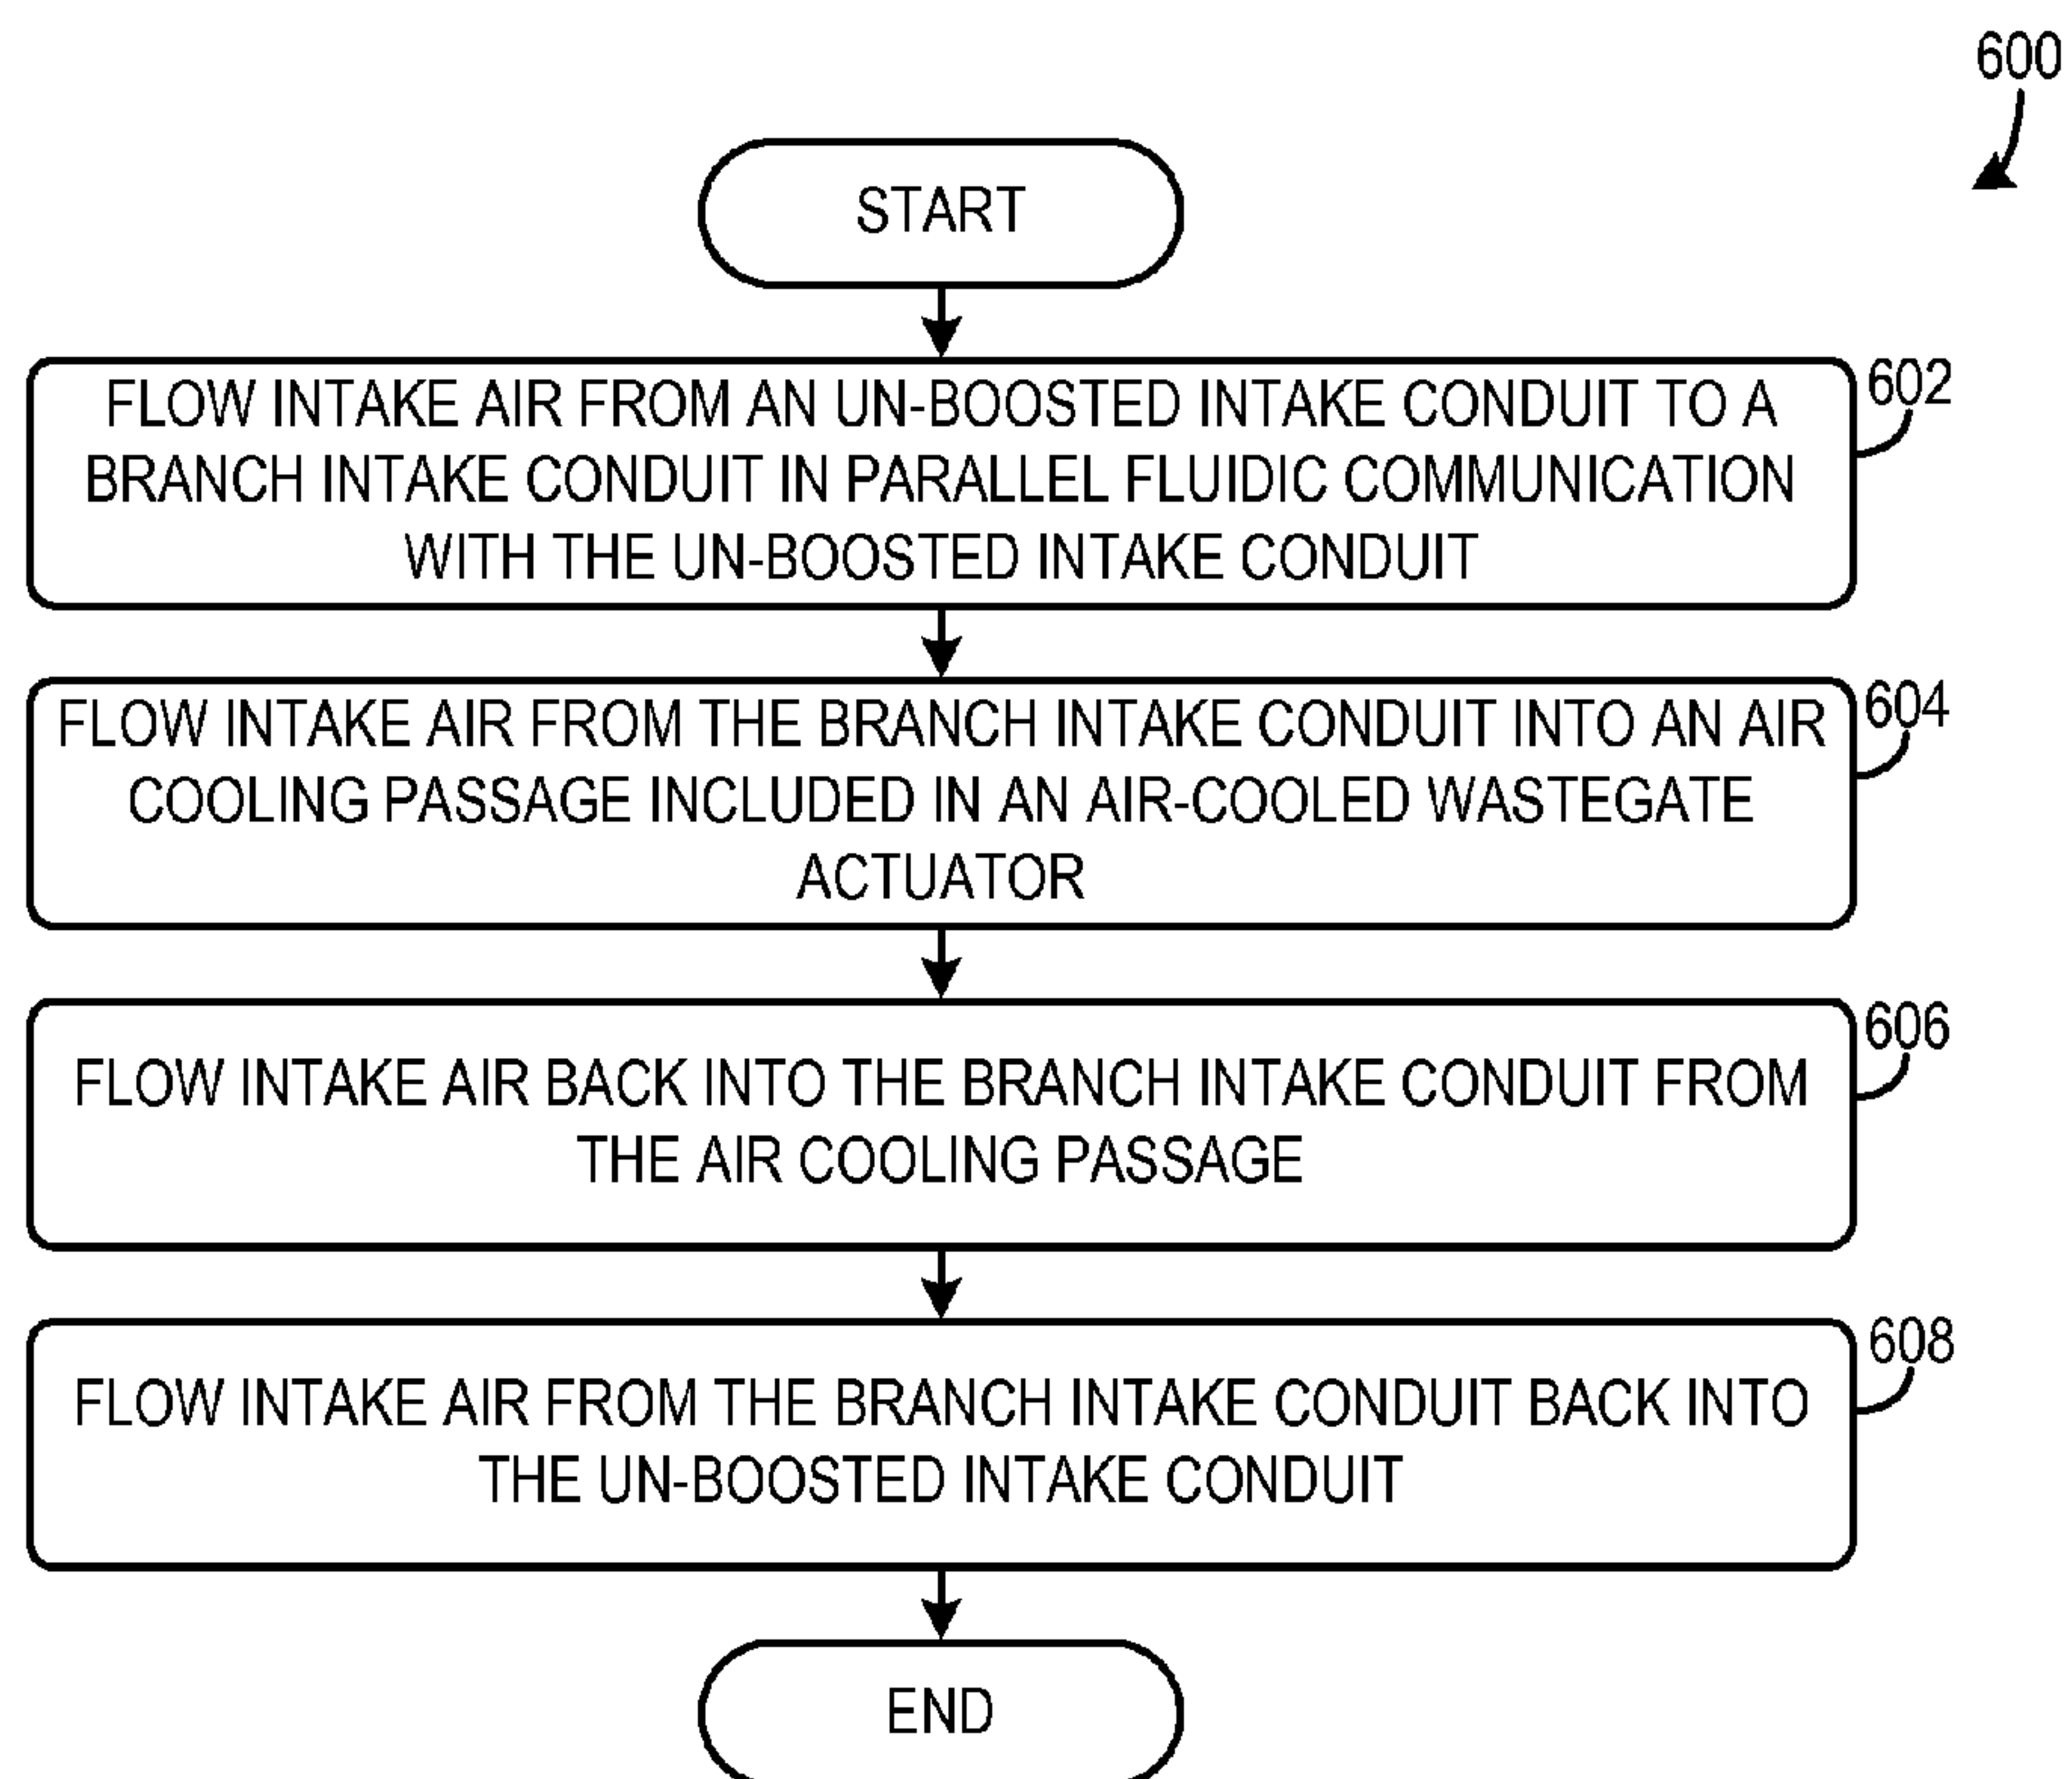 600
START
FLOW INTAKE AIR FROM AN UN-BOOSTED INTAKE CONDUIT TO A
BRANCH INTAKE CONDUIT IN PARALLEL FLUIDIC COMMUNICATION
WITH THE UN-BOOSTED INTAKE CONDUIT
602
FLOW INTAKE AIR FROM THE BRANCH INTAKE CONDUIT INTO AN AIR
COOLING PASSAGE INCLUDED IN AN AIR-COOLED WASTEGATE
ACTUATOR
604
FLOW INTAKE AIR BACK INTO THE BRANCH INTAKE CONDUIT FROM
THE AIR COOLING PASSAGE
606
FLOW INTAKE AIR FROM THE BRANCH INTAKE CONDUIT BACK INTO
THE UN-BOOSTED INTAKE CONDUIT
608
END